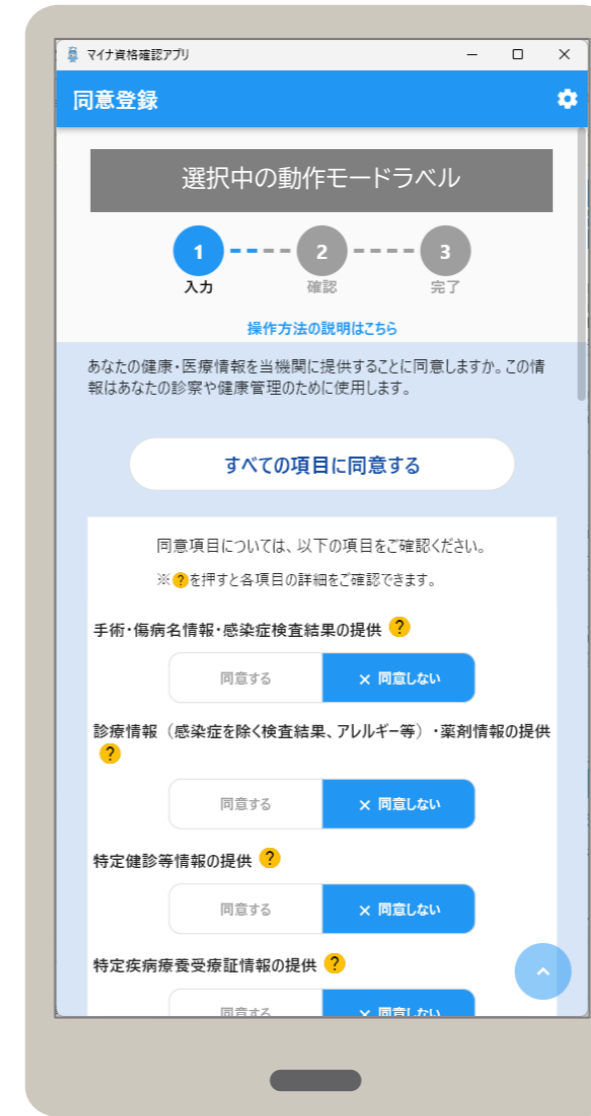 マイナ資格確認アプリ
同意登録
選択中の動作モードラベル
1 2 3
入力 確認 完了
操作方法の説明はこちら
あなたの健康・医療情報を当機関に提供することに同意しますか。この情
報はあなたの診察や健康管理のために使用します。
すべての項目に同意する
同意項目については、以下の項目をご確認ください。
※?を押すと各項目の詳細をご確認できます。
手術・傷病名情報・感染症検査結果の提供 ?
同意する × 同意しない
診療情報（感染症を除く検査結果、アレルギー等）・薬剤情報の提供
?
同意する × 同意しない
特定健診等情報の提供 ?
同意する × 同意しない
特定疾病療養受療証情報の提供 ?
同意する × 同意しない